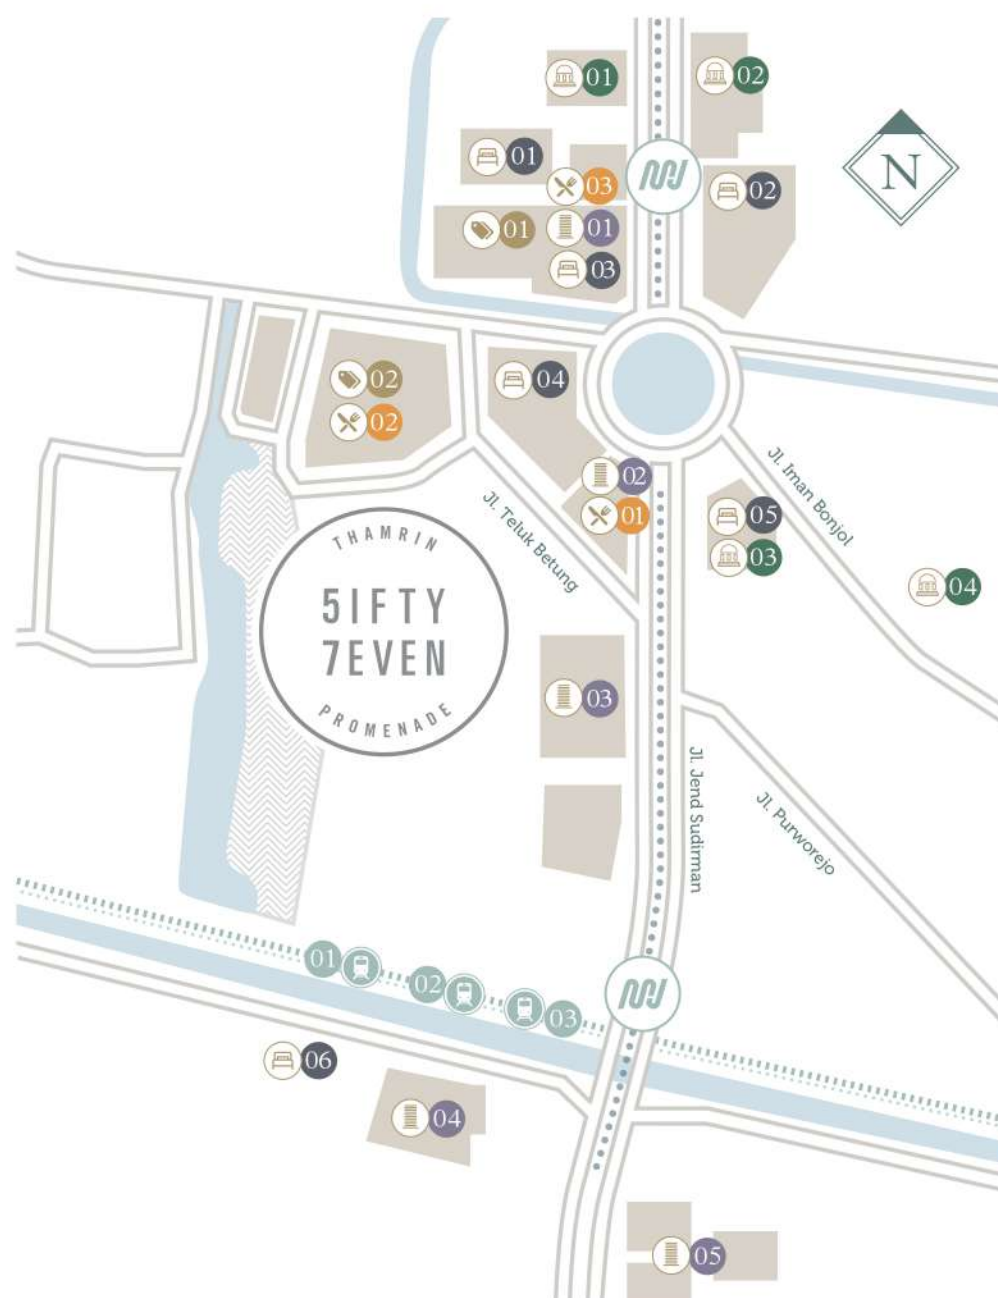 01
02
01
03
02
N
01
01
03
02
04
02
02
01
05
03
04
Jl. Iman Bonjol
Jl. Teluk Betung
THAMRIN
5IFTY
7EVEN
PROMENADE
03
Jl. Jend Sudirman
Jl. Purworejo
01
02
03
06
04
05